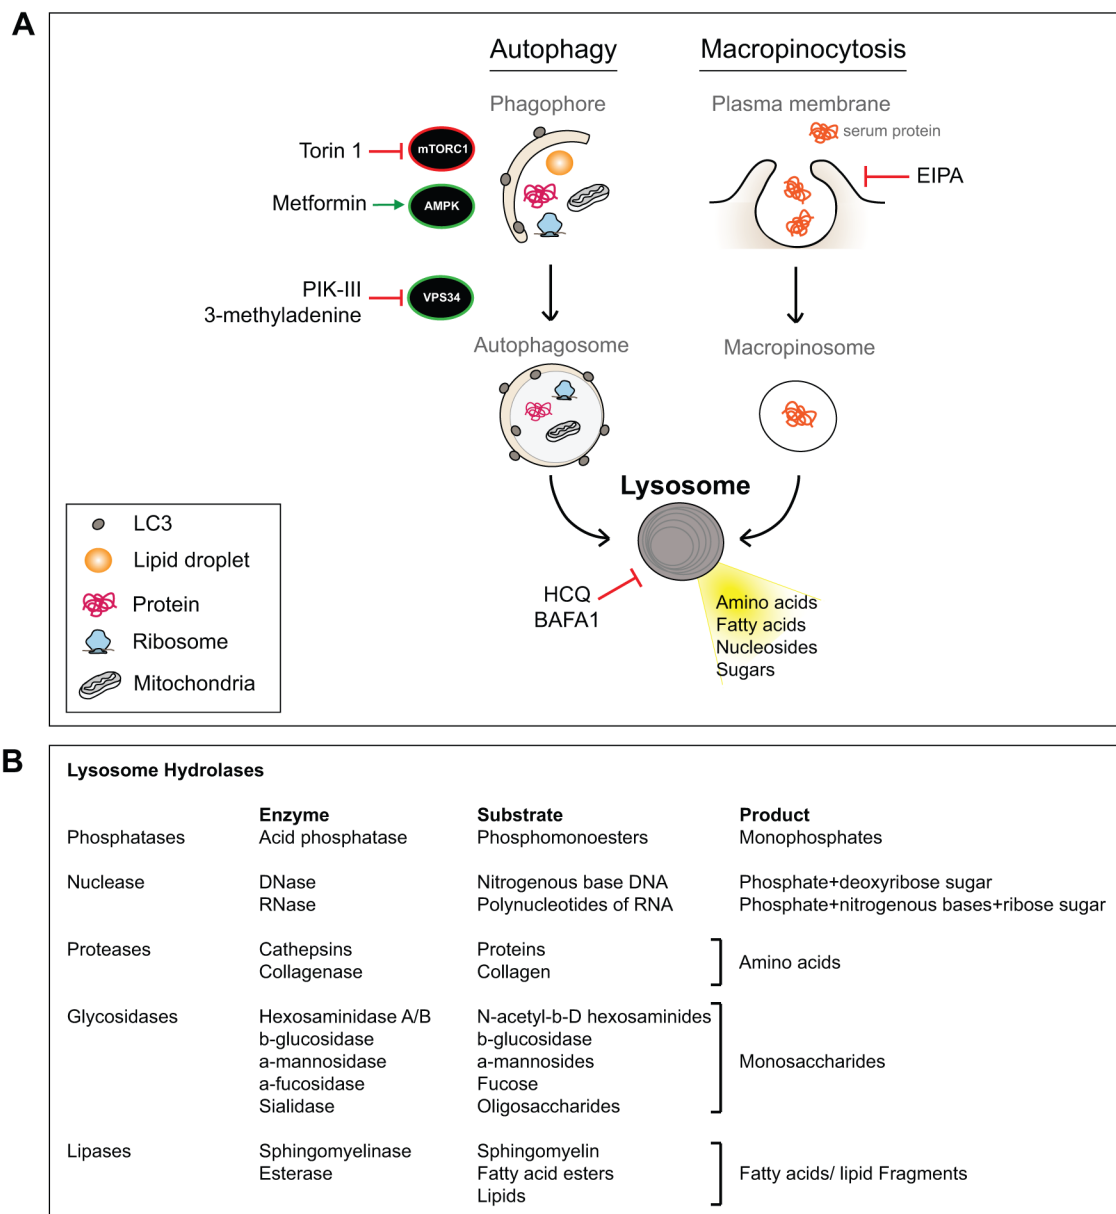 A
Autophagy
Macropinocytosis
Phagophore
Plasma membrane
serum protein
Torin 1
mTORC1
EIPA
Metformin
AMPK
PIK-III
3-methyladenine
VPS34
Autophagosome
Macropinosome
Lysosome
HCQ
BAFA1
Amino acids
Fatty acids
Nucleosides
Sugars
LC3
Lipid droplet
Protein
Ribosome
Mitochondria
B
Lysosome Hydrolases
Enzyme Substrate Product
Phosphatases Acid phosphatase Phosphomonoesters Monophosphates
Nuclease DNase Nitrogenous base DNA Phosphate+deoxyribose sugar
RNase Polynucleotides of RNA Phosphate+nitrogenous bases+ribose sugar
Proteases Cathepsins Proteins
Collagenase Collagen
Amino acids
Glycosidases Hexosaminidase A/B N-acetyl-b-D hexosaminides
b-glucosidase b-glucosidase
a-mannosidase a-mannosides Monosaccharides
a-fucosidase Fucose
Sialidase Oligosaccharides
Lipases Sphingomyelinase Sphingomyelin
Esterase Fatty acid esters Fatty acids/ lipid Fragments
Lipids